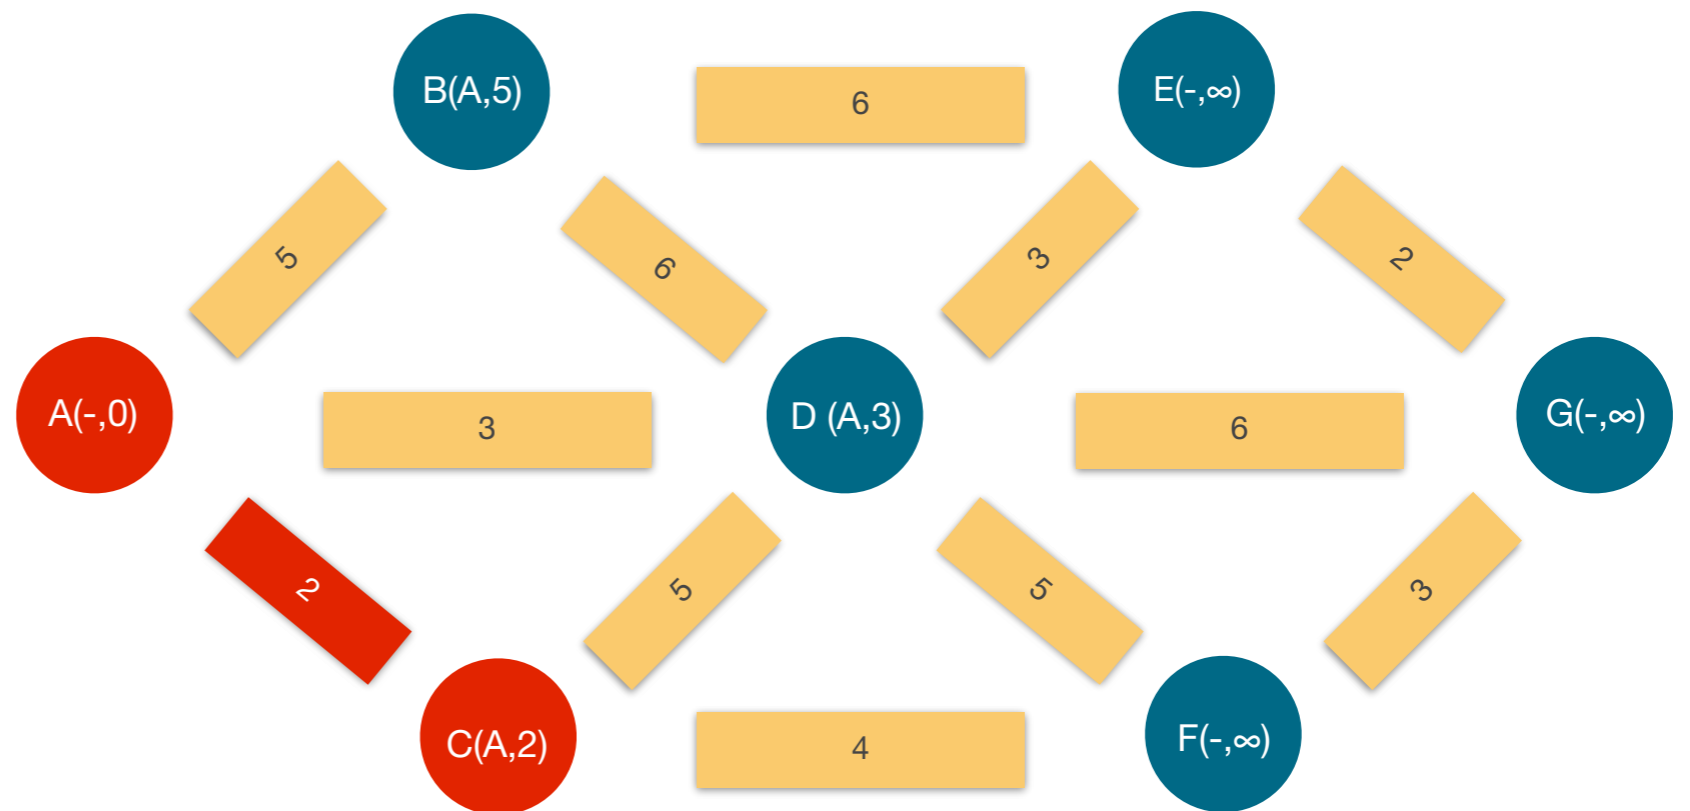 B(A,5)
6
E(-,∞)
5
6
3
2
A(-,0)
3
D (A,3)
6
G(-,∞)
2
5
5
3
C(A,2)
4
F(-,∞)